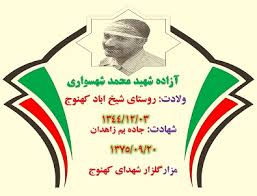 آزاده شهید محمد شهسواری
ولادت: روستای شیخ اباد کهنوج
۱۳۴۴/۱۲/۰۳
شهادت: جاده بم زاهدان
۱۳۷۵/۰۹/۲۰
مزار گلزار شهدای کهنوج